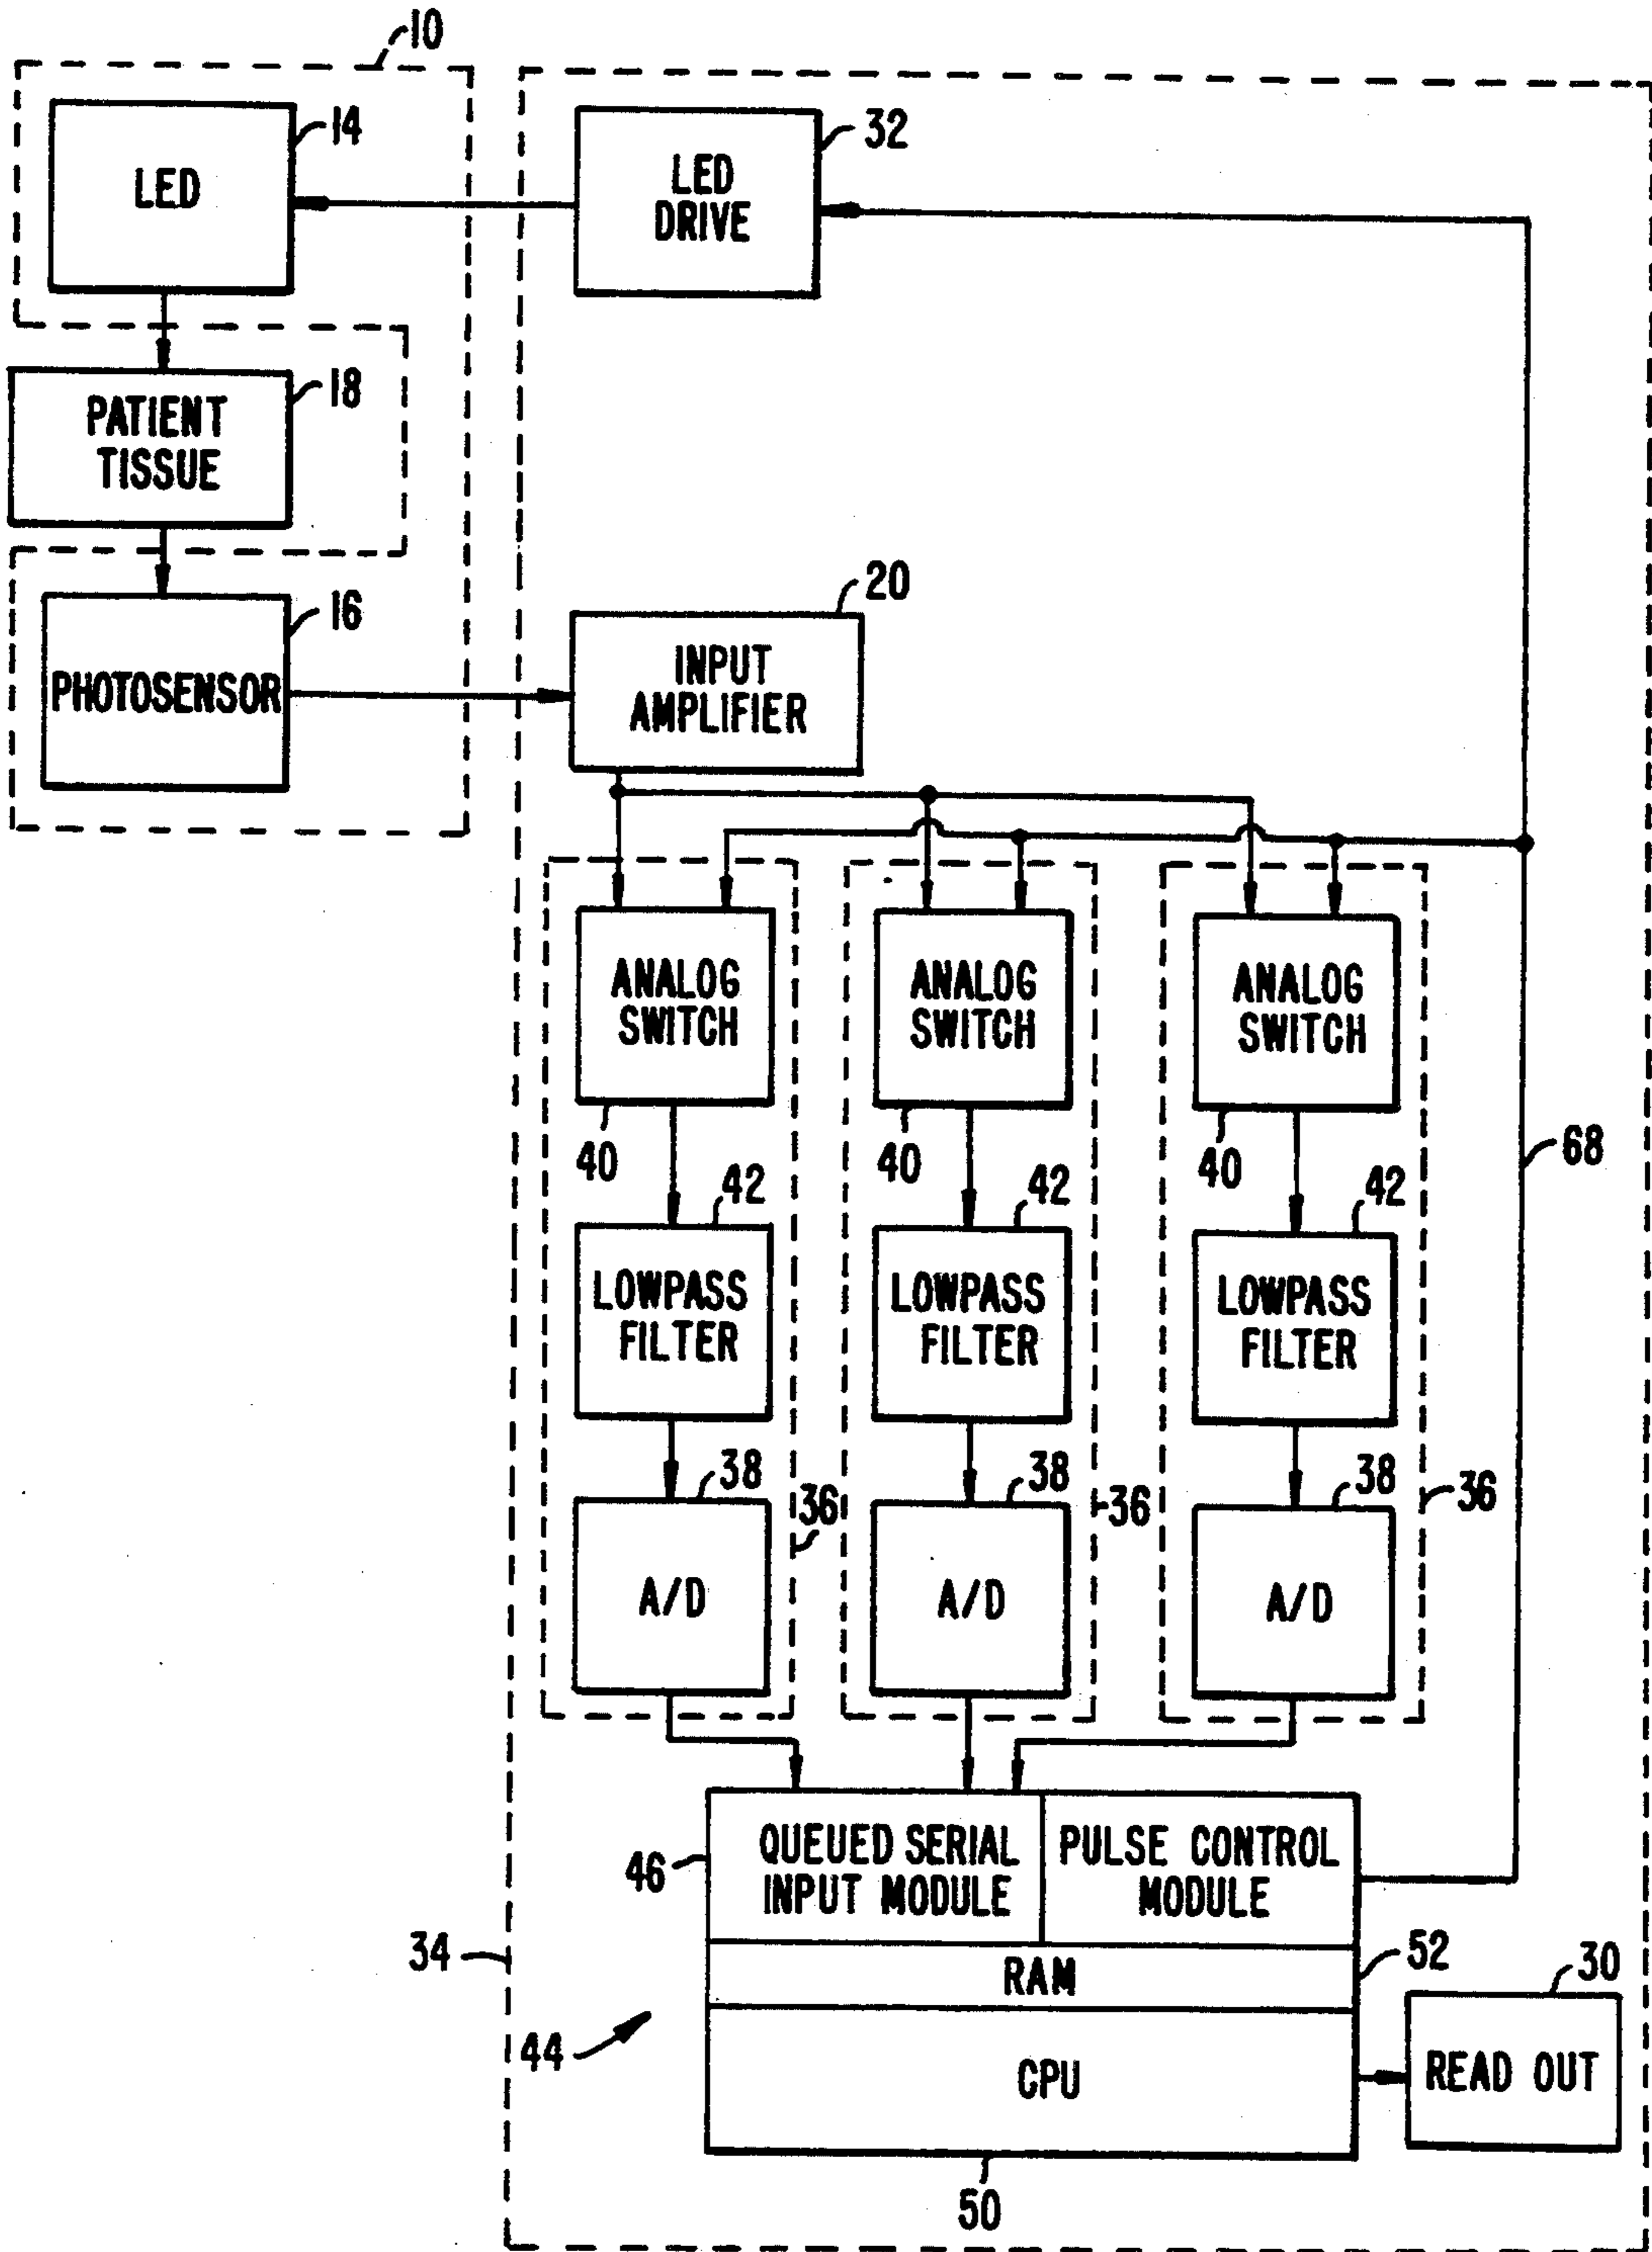 10
14
LED
32
LED
DRIVE
18
PATIENT
TISSUE
16
PHOTOSENSOR
20
INPUT
AMPLIFIER
ANALOG
SWITCH
ANALOG
SWITCH
ANALOG
SWITCH
40
40
40
68
42
42
42
LOWPASS
FILTER
LOWPASS
FILTER
LOWPASS
FILTER
38
38
38
36
36
36
A/D
A/D
A/D
46
QUEUED SERIAL
INPUT MODULE
PULSE CONTROL
MODULE
34
RAM
52
30
44
CPU
READ OUT
50